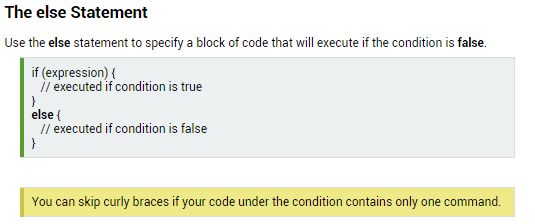 The else Statement
Use the else statement to specify a block of code that will execute if the condition is false.
if (expression) {
// executed if condition is true
}
else {
// executed if condition is false
}
You can skip curly braces if your code under the condition contains only one command.